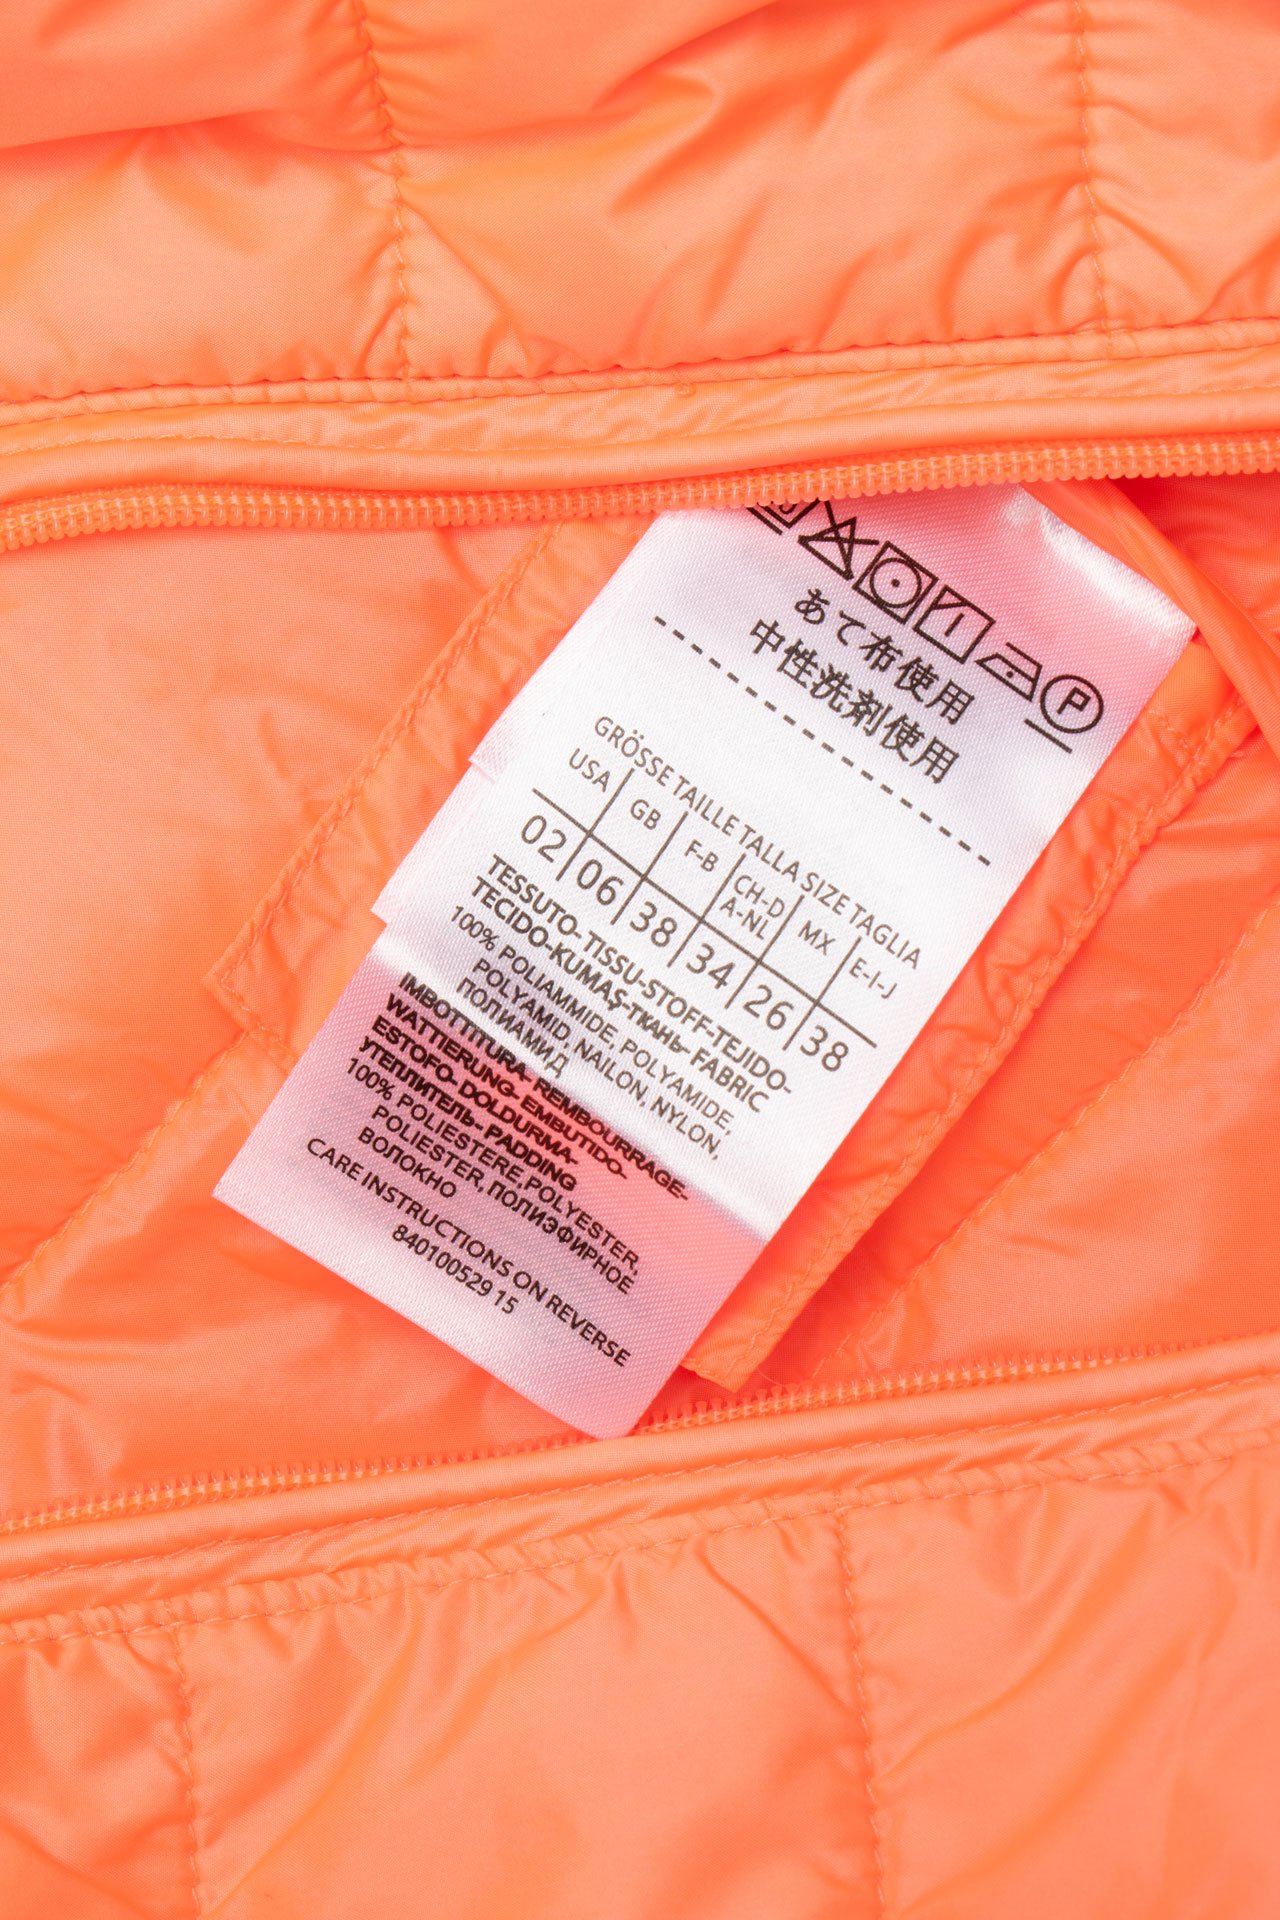 P
あて布使用
中性洗剤使用
GRÖSSE TAILLE TALLA SIZE TAGLIA
USA GB F-B CH-D A-NL MX E-I-J
02 06 38 34 26 38
TESSUTO- TISSU-STOFF-TEJIDO-
TECIDO-KUMAŞ-ТКАНЬ- FABRIC
100% POLIAMMIDE, POLYAMIDE,
POLYAMID, NAILON, NYLON,
ПОЛИАМИД
IMBOTTITURA- REMBOURRAGE-
WATTIERUNG- EMBUTIDO-
ESTOFO- DOLDURMA-
УТЕПЛИТЕЛЬ- PADDING
100% POLIESTERE,POLYESTER,
POLIESTER,ПОЛИЭФИРНОЕ
ВОЛОКНО
CARE INSTRUCTIONS ON REVERSE
840100529 15